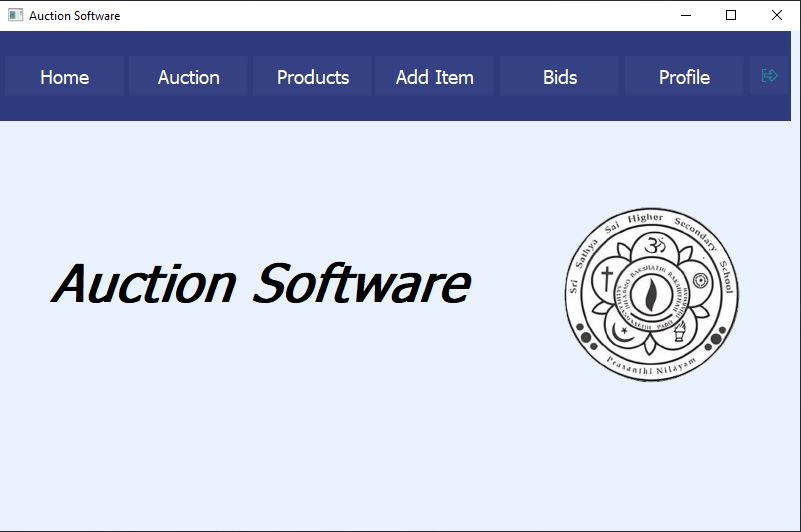 Auction Software
Home Auction Products Add Item Bids Profile
Auction Software
Sri Sathya Sai Higher Secondary School
Prasanthi Nilayam